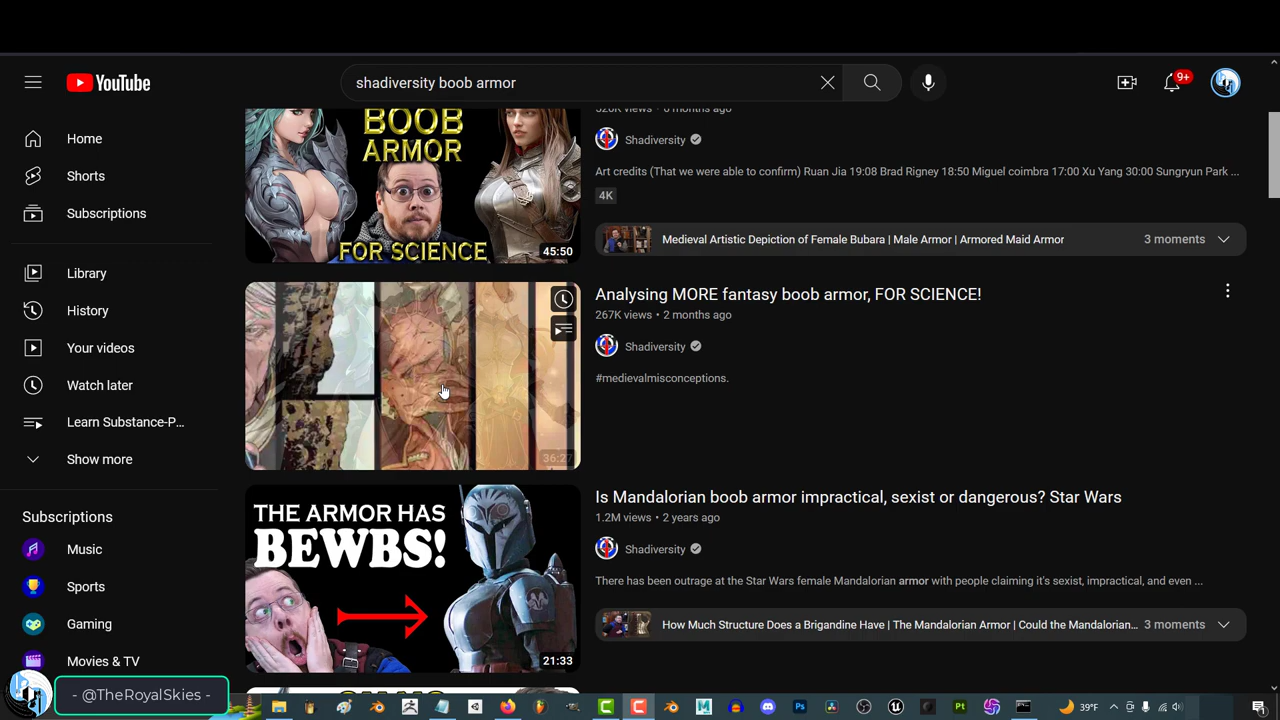 YouTube
shadiversity boob armor
9+
Home
Shorts
Subscriptions
Library
History
Your videos
Watch later
Learn Substance-P...
Show more
Subscriptions
Music
Sports
Gaming
Movies & TV
BOOB
ARMOR
FOR SCIENCE
45:50
Shadiversity
Art credits (That we were able to confirm) Ruan Jia 19:08 Brad Rigney 18:50 Miguel coimbra 17:00 Xu Yang 30:00 Sungryun Park ...
4K
Medieval Artistic Depiction of Female Bubara | Male Armor | Armored Maid Armor
3 moments
36:27
Analysing MORE fantasy boob armor, FOR SCIENCE!
267K views • 2 months ago
Shadiversity
#medievalmisconceptions.
THE ARMOR HAS
BEWBS!
21:33
Is Mandalorian boob armor impractical, sexist or dangerous? Star Wars
1.2M views • 2 years ago
Shadiversity
There has been outrage at the Star Wars female Mandalorian armor with people claiming it's sexist, impractical, and even ...
How Much Structure Does a Brigandine Have | The Mandalorian Armor | Could the Mandalorian...
3 moments
- @TheRoyalSkies -
39°F